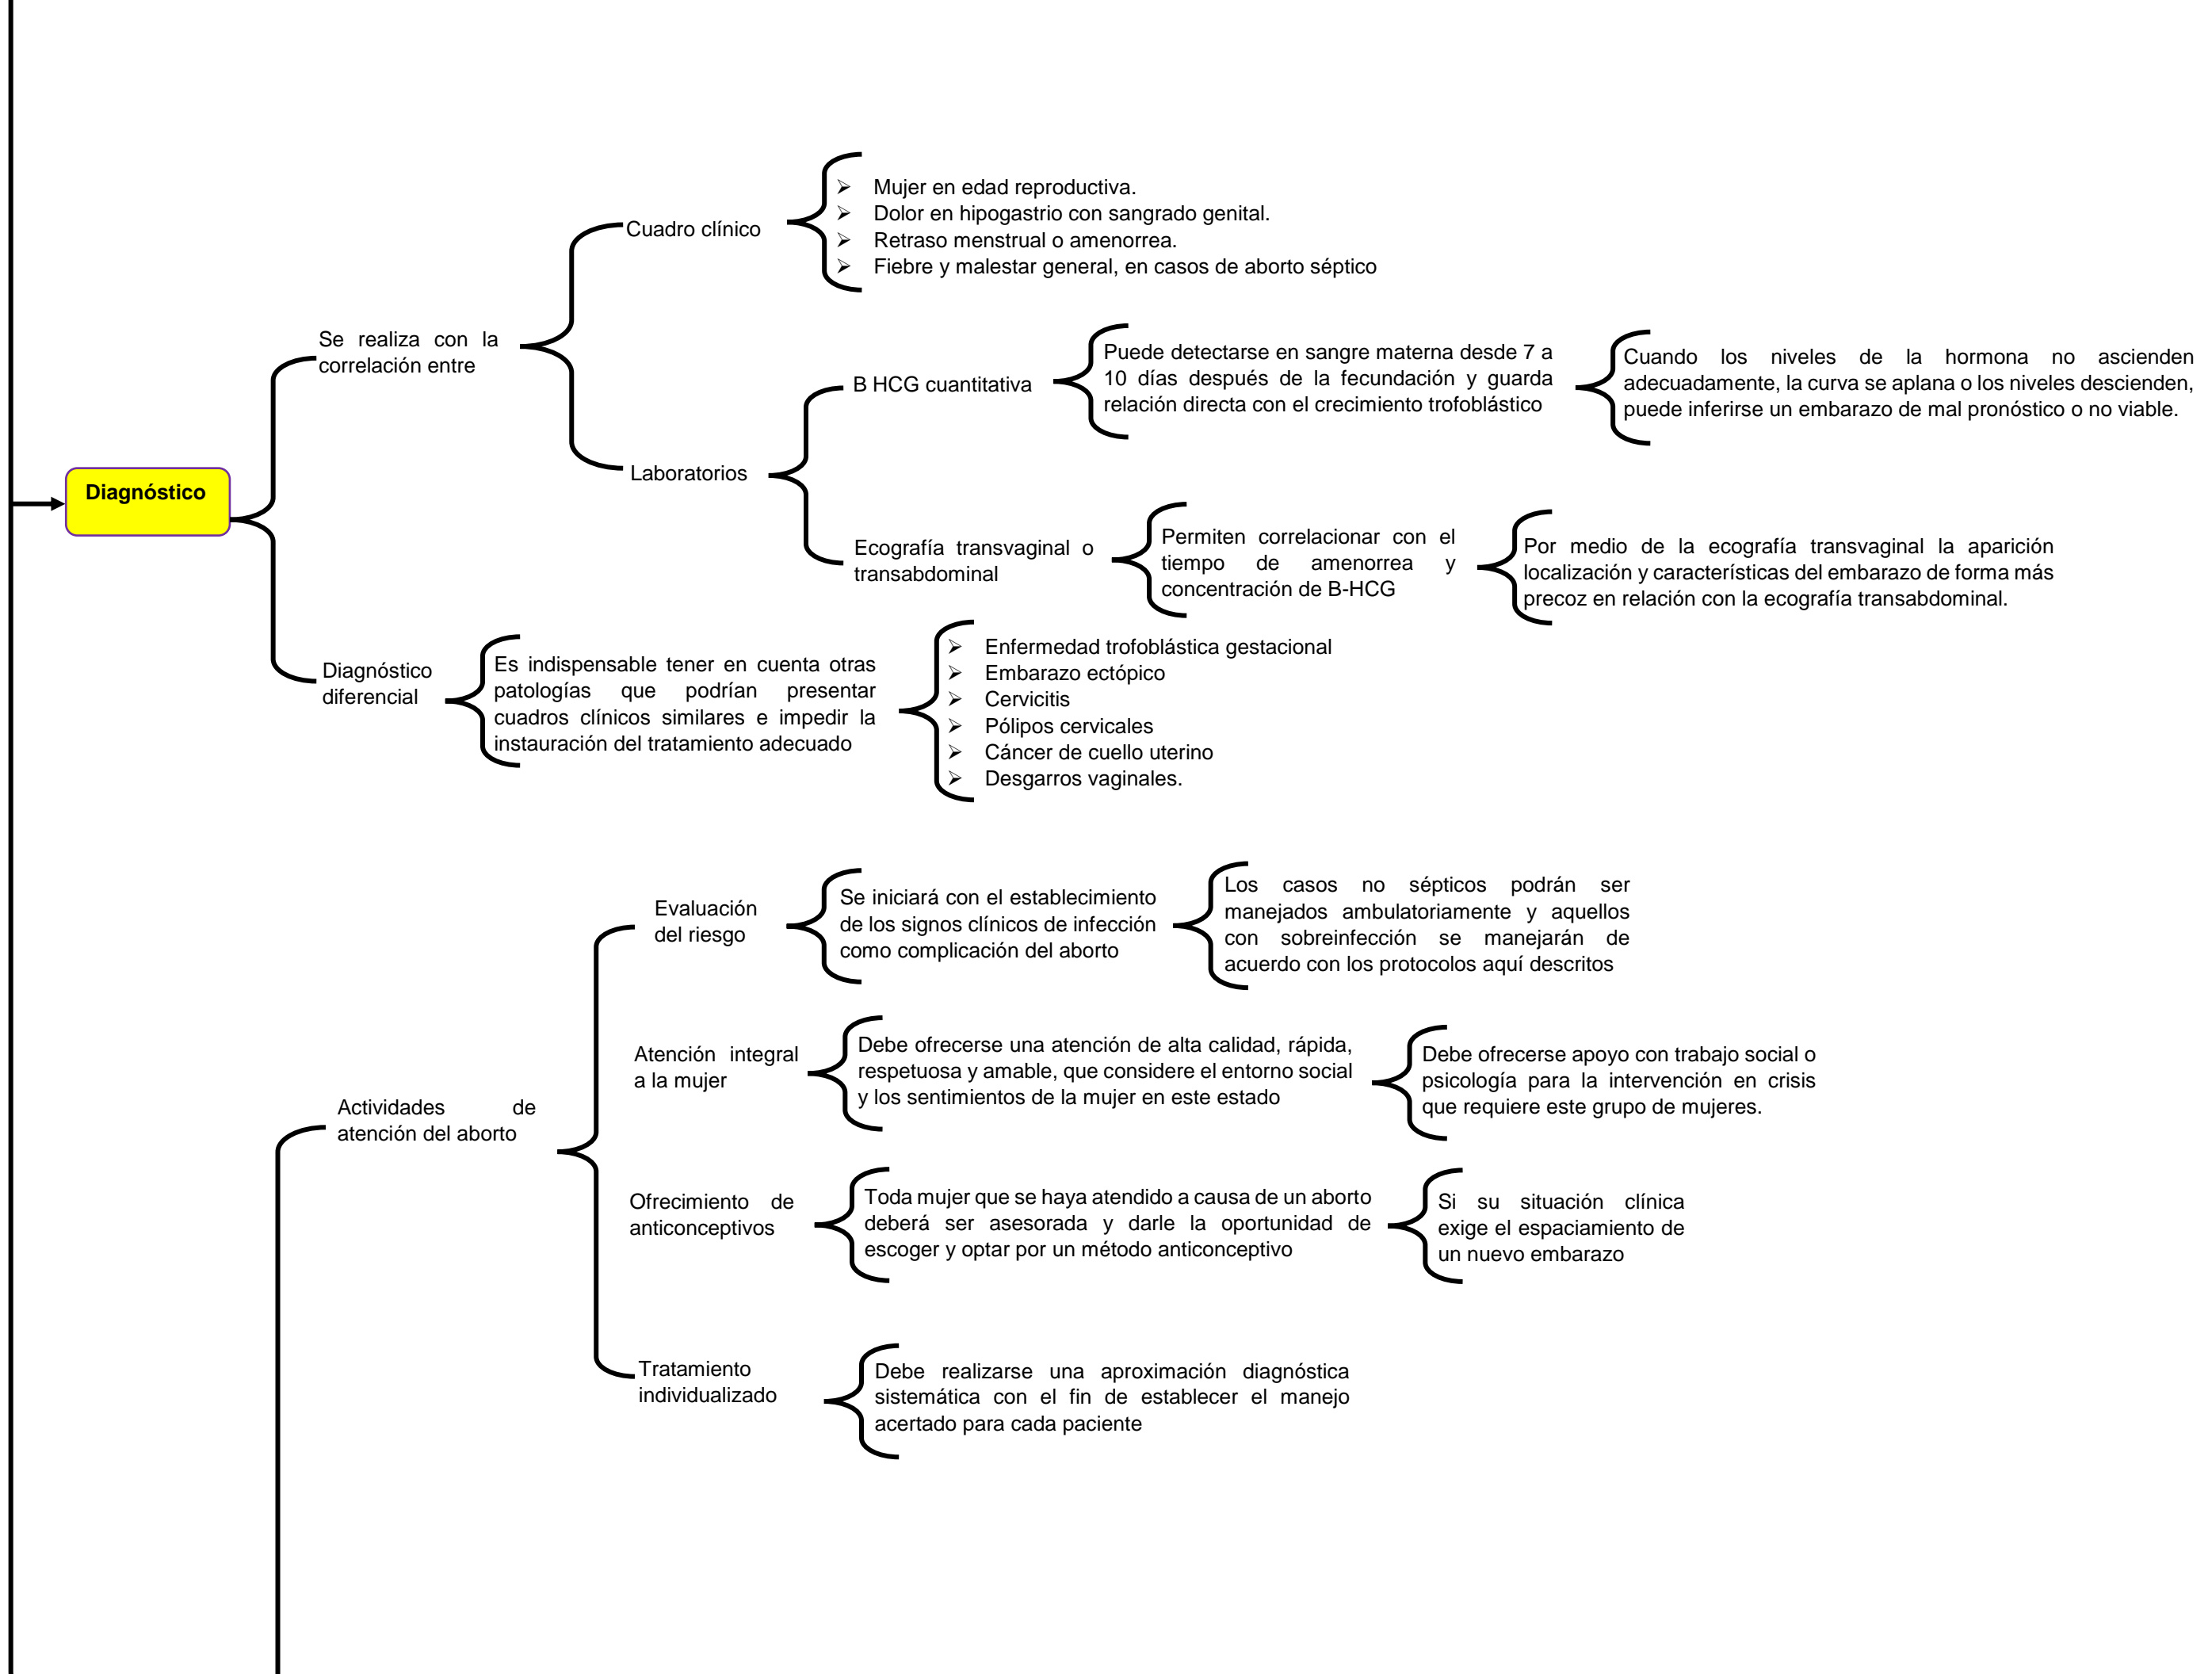 Diagnóstico
Se realiza con la
correlación entre
Cuadro clínico
Mujer en edad reproductiva.
Dolor en hipogastrio con sangrado genital.
Retraso menstrual o amenorrea.
Fiebre y malestar general, en casos de aborto séptico
Laboratorios
B HCG cuantitativa
Puede detectarse en sangre materna desde 7 a
10 días después de la fecundación y guarda
relación directa con el crecimiento trofoblástico
Cuando los niveles de la hormona no ascienden
adecuadamente, la curva se aplana o los niveles descienden,
puede inferirse un embarazo de mal pronóstico o no viable.
Ecografía transvaginal o
transabdominal
Permiten correlacionar con el
tiempo de amenorrea y
concentración de B-HCG
Por medio de la ecografía transvaginal la aparición
localización y características del embarazo de forma más
precoz en relación con la ecografía transabdominal.
Diagnóstico
diferencial
Es indispensable tener en cuenta otras
patologías que podrían presentar
cuadros clínicos similares e impedir la
instauración del tratamiento adecuado
Enfermedad trofoblástica gestacional
Embarazo ectópico
Cervicitis
Pólipos cervicales
Cáncer de cuello uterino
Desgarros vaginales.
Actividades de
atención del aborto
Evaluación
del riesgo
Se iniciará con el establecimiento
de los signos clínicos de infección
como complicación del aborto
Los casos no sépticos podrán ser
manejados ambulatoriamente y aquellos
con sobreinfección se manejarán de
acuerdo con los protocolos aquí descritos
Atención integral
a la mujer
Debe ofrecerse una atención de alta calidad, rápida,
respetuosa y amable, que considere el entorno social
y los sentimientos de la mujer en este estado
Debe ofrecerse apoyo con trabajo social o
psicología para la intervención en crisis
que requiere este grupo de mujeres.
Ofrecimiento de
anticonceptivos
Toda mujer que se haya atendido a causa de un aborto
deberá ser asesorada y darle la oportunidad de
escoger y optar por un método anticonceptivo
Si su situación clínica
exige el espaciamiento de
un nuevo embarazo
Tratamiento
individualizado
Debe realizarse una aproximación diagnóstica
sistemática con el fin de establecer el manejo
acertado para cada paciente